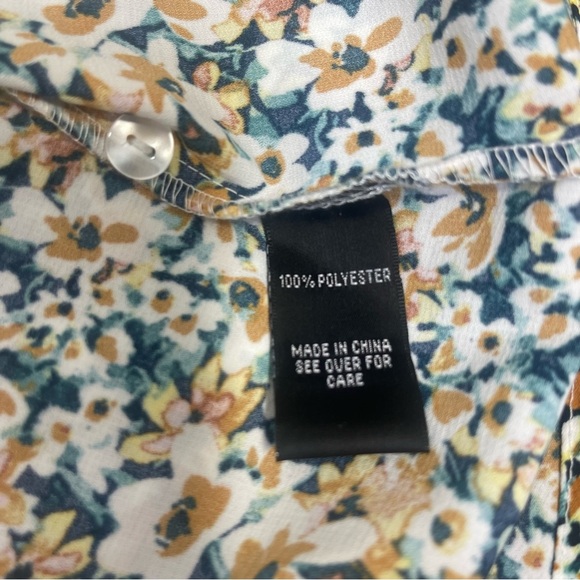 100% POLYESTER
MADE IN CHINA
SEE OVER FOR
CARE